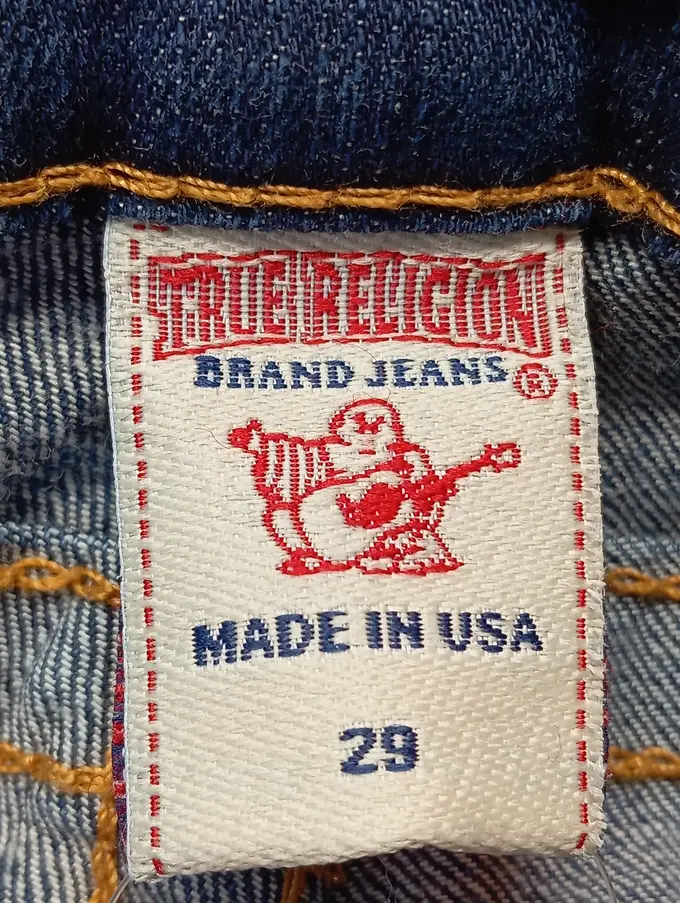 TRUE RELIGION
BRAND JEANS ®
MADE IN USA
29